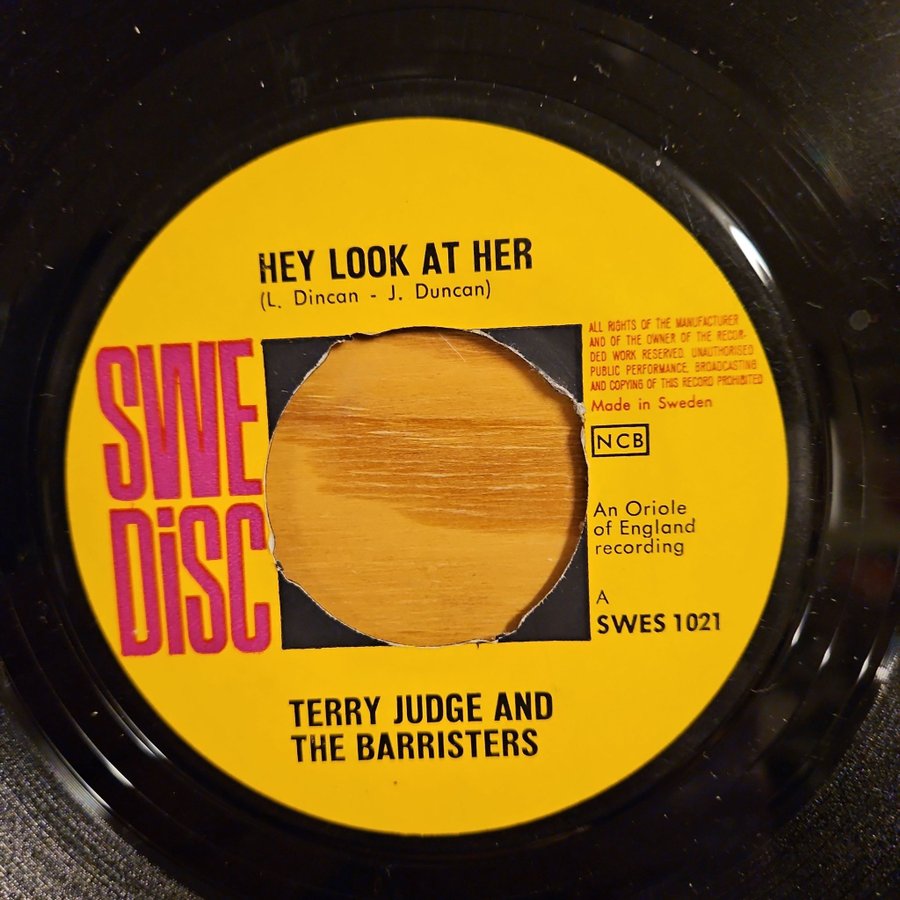 HEY LOOK AT HER
(L. Dincan - J. Duncan)
SWE
DiSC
ALL RIGHTS OF THE MANUFACTURER
AND OF THE OWNER OF THE RECOR-
DED WORK RESERVED. UNAUTHORISED
PUBLIC PERFORMANCE, BROADCASTING
AND COPYING OF THIS RECORD PROHIBITED
Made in Sweden
NCB
An Oriole
of England
recording
A
SWES 1021
TERRY JUDGE AND
THE BARRISTERS